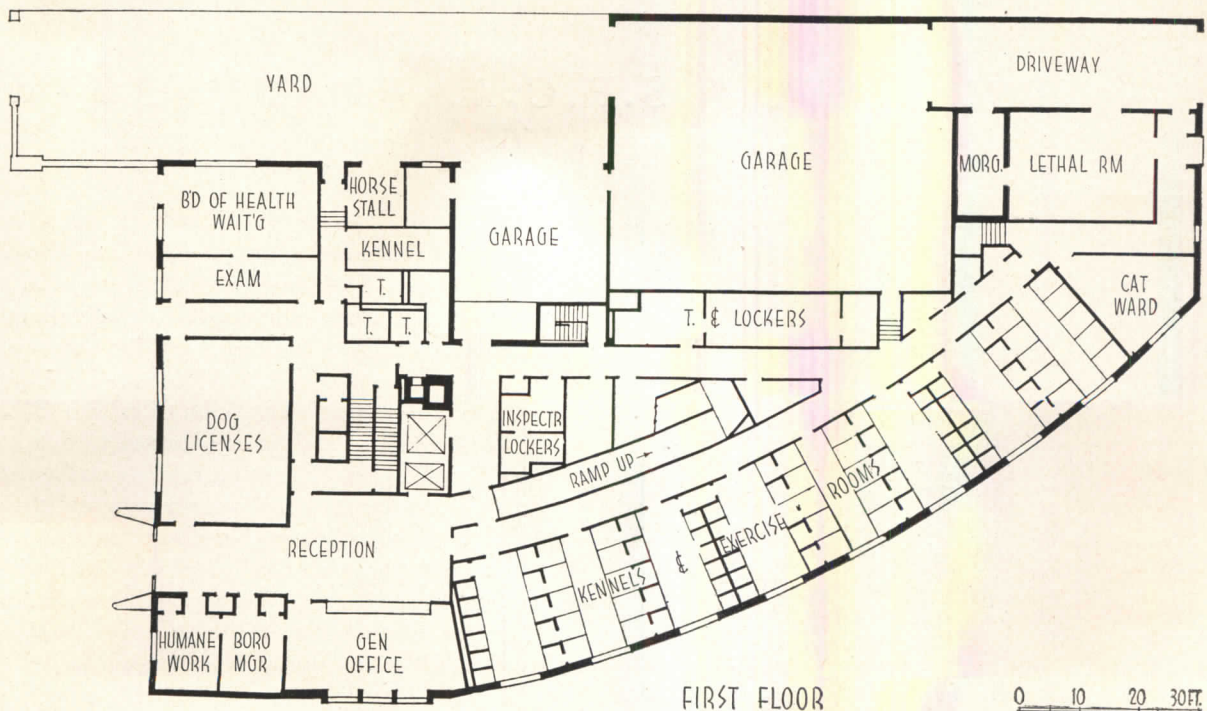 YARD
DRIVEWAY
B'D OF HEALTH
WAIT'G
HORSE
STALL
GARAGE
GARAGE
MORG.
LETHAL RM
KENNEL
EXAM
T.
T.
T.
T. & LOCKERS
CAT
WARD
DOG
LICENSES
INSPECTR
LOCKERS
RAMP UP→
RECEPTION
KENNELS & EXERCISE ROOMS
HUMANE
WORK
BORO
MGR
GEN
OFFICE
FIRST FLOOR
0 10 20 30FT.